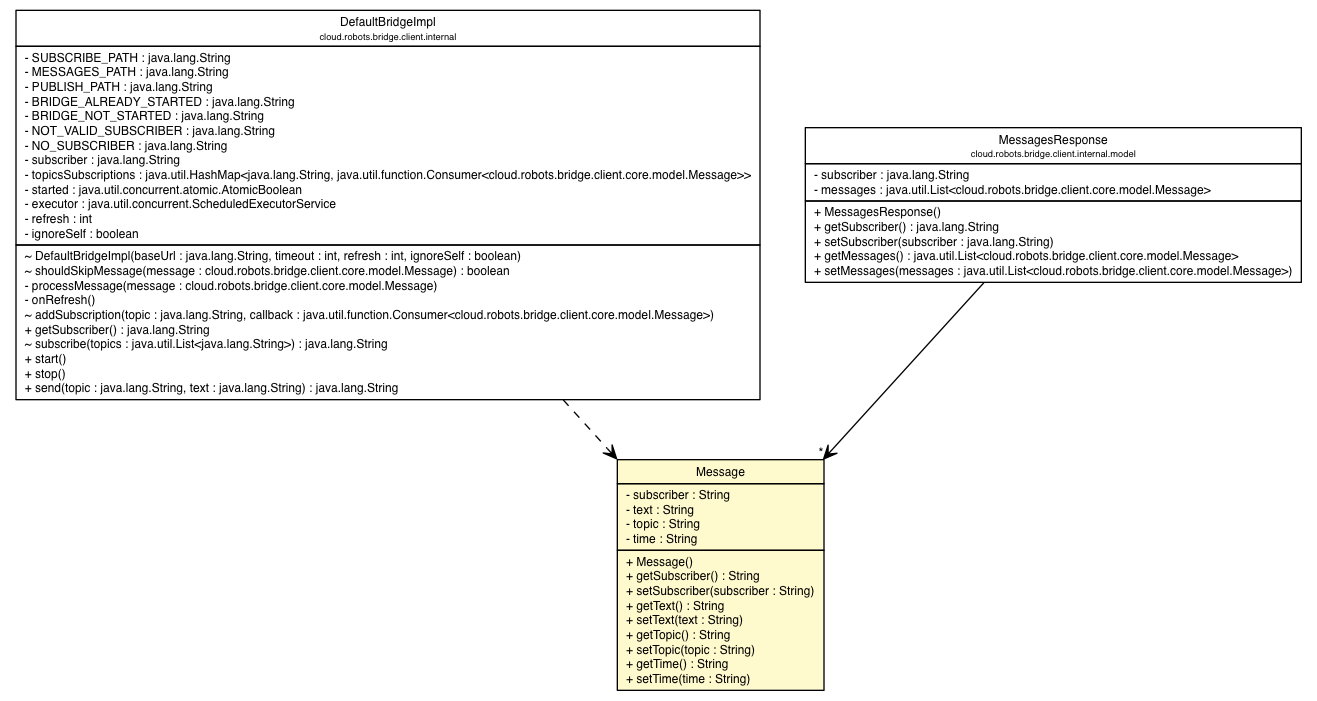 DefaultBridgeImpl
cloud.robots.bridge.client.internal
- SUBSCRIBE_PATH : java.lang.String
- MESSAGES_PATH : java.lang.String
- PUBLISH_PATH : java.lang.String
- BRIDGE_ALREADY_STARTED : java.lang.String
- BRIDGE_NOT_STARTED : java.lang.String
- NOT_VALID_SUBSCRIBER : java.lang.String
- NO_SUBSCRIBER : java.lang.String
- subscriber : java.lang.String
- topicsSubscriptions : java.util.HashMap<java.lang.String, java.util.function.Consumer<cloud.robots.bridge.client.core.model.Message>>
- started : java.util.concurrent.atomic.AtomicBoolean
- executor : java.util.concurrent.ScheduledExecutorService
- refresh : int
- ignoreSelf : boolean
~ DefaultBridgeImpl(baseUrl : java.lang.String, timeout : int, refresh : int, ignoreSelf : boolean)
~ shouldSkipMessage(message : cloud.robots.bridge.client.core.model.Message) : boolean
- processMessage(message : cloud.robots.bridge.client.core.model.Message)
- onRefresh()
~ addSubscription(topic : java.lang.String, callback : java.util.function.Consumer<cloud.robots.bridge.client.core.model.Message>)
+ getSubscriber() : java.lang.String
~ subscribe(topics : java.util.List<java.lang.String>) : java.lang.String
+ start()
+ stop()
+ send(topic : java.lang.String, text : java.lang.String) : java.lang.String
MessagesResponse
cloud.robots.bridge.client.internal.model
- subscriber : java.lang.String
- messages : java.util.List<cloud.robots.bridge.client.core.model.Message>
+ MessagesResponse()
+ getSubscriber() : java.lang.String
+ setSubscriber(subscriber : java.lang.String)
+ getMessages() : java.util.List<cloud.robots.bridge.client.core.model.Message>
+ setMessages(messages : java.util.List<cloud.robots.bridge.client.core.model.Message>)
*
Message
- subscriber : String
- text : String
- topic : String
- time : String
+ Message()
+ getSubscriber() : String
+ setSubscriber(subscriber : String)
+ getText() : String
+ setText(text : String)
+ getTopic() : String
+ setTopic(topic : String)
+ getTime() : String
+ setTime(time : String)